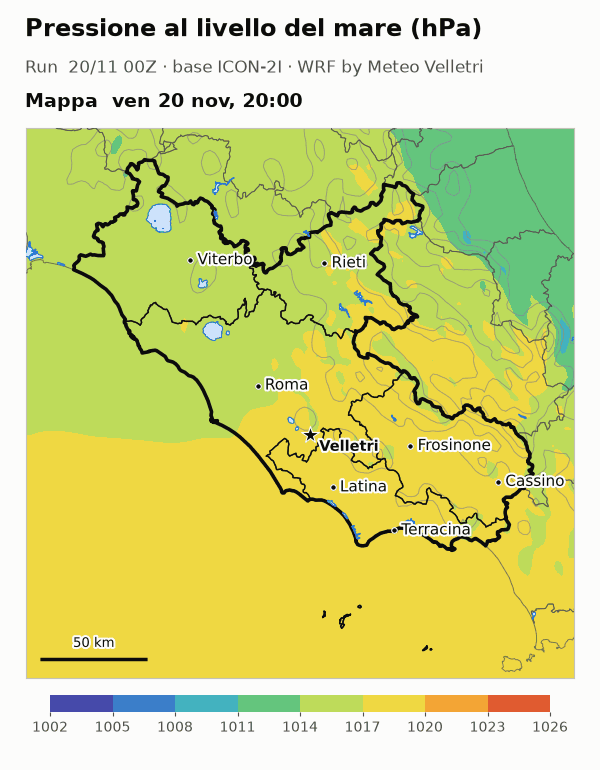 Pressione al livello del mare (hPa)
Run  20/11 00Z · base ICON-2I · WRF by Meteo Velletri
Mappa  ven 20 nov, 20:00
Viterbo
Rieti
Roma
Velletri
Frosinone
Latina
Cassino
Terracina
50 km
1002 1005 1008 1011 1014 1017 1020 1023 1026